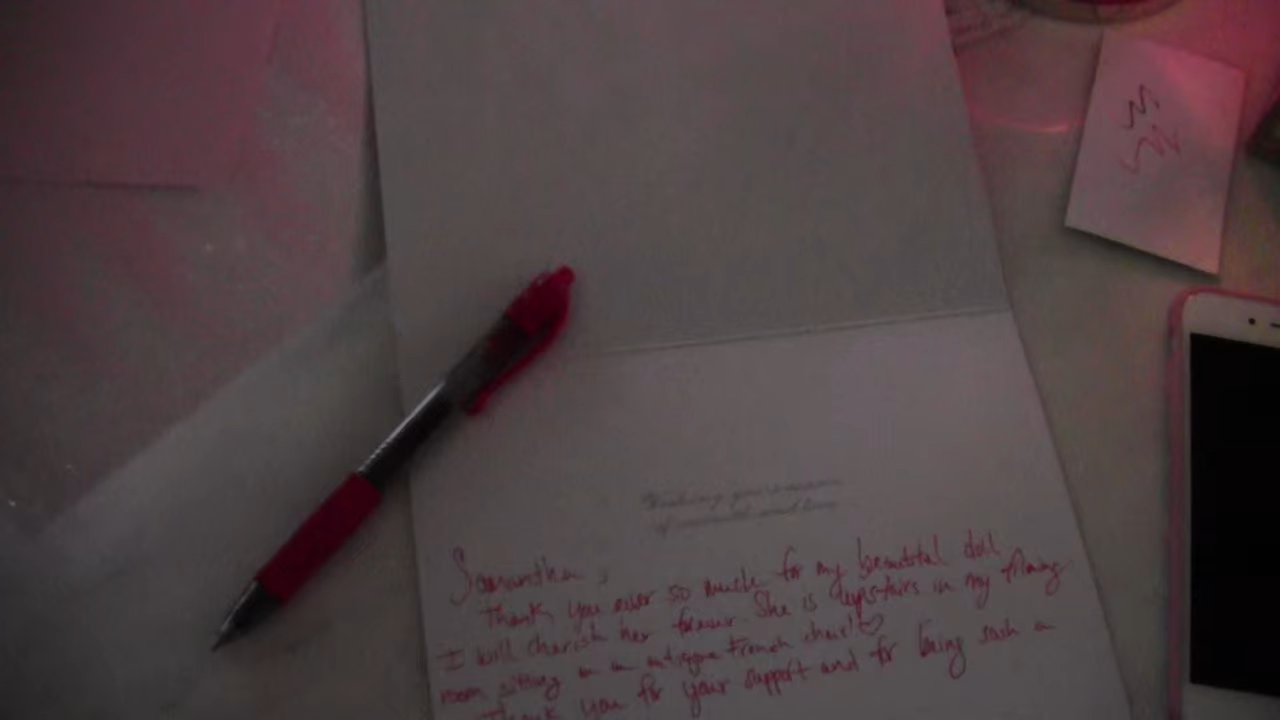 Samantha,
Thank you ever so much for my beautiful doll
I will cherish her forever. She is upstairs in my
room sitting on an antique French chair! ♡
Thank you for your support and for being such a